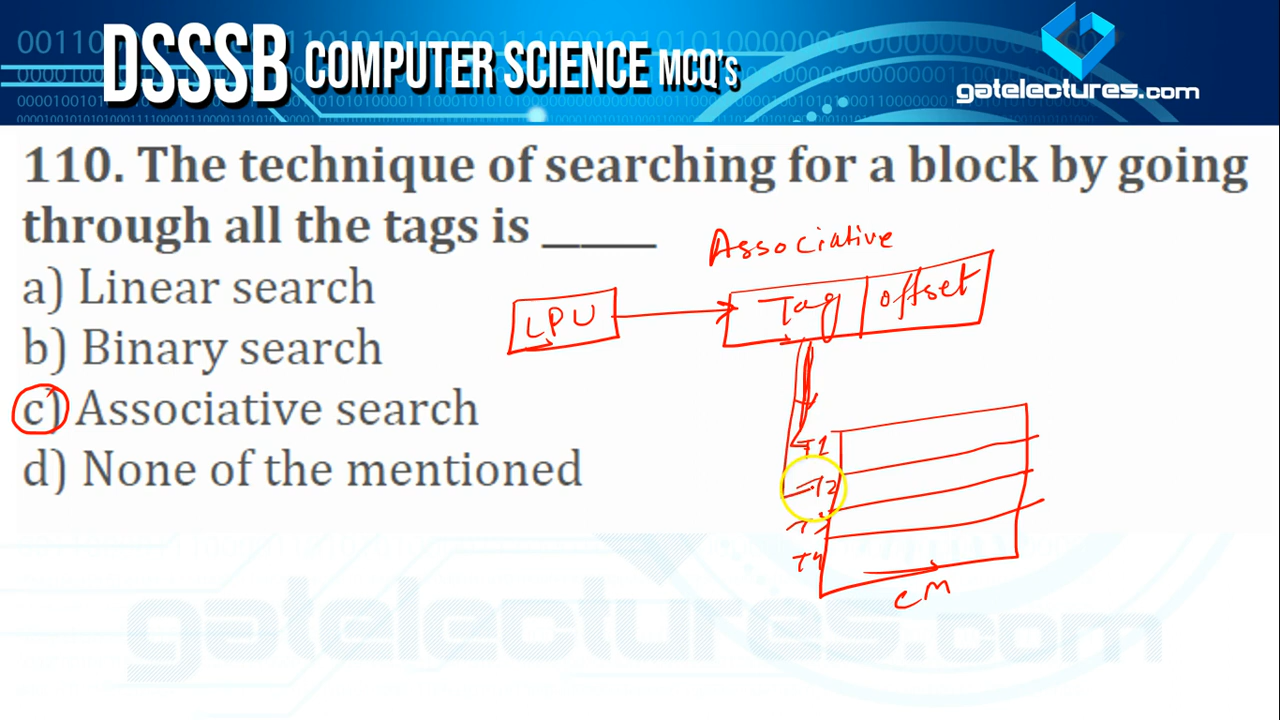 DSSSB COMPUTER SCIENCE MCQ's
gatelectures.com
110. The technique of searching for a block by going
through all the tags is _____
a) Linear search
b) Binary search
c) Associative search
d) None of the mentioned
Associative
CPU
Tag offset
T1
T2
T3
T4
CM
gatelectures.com